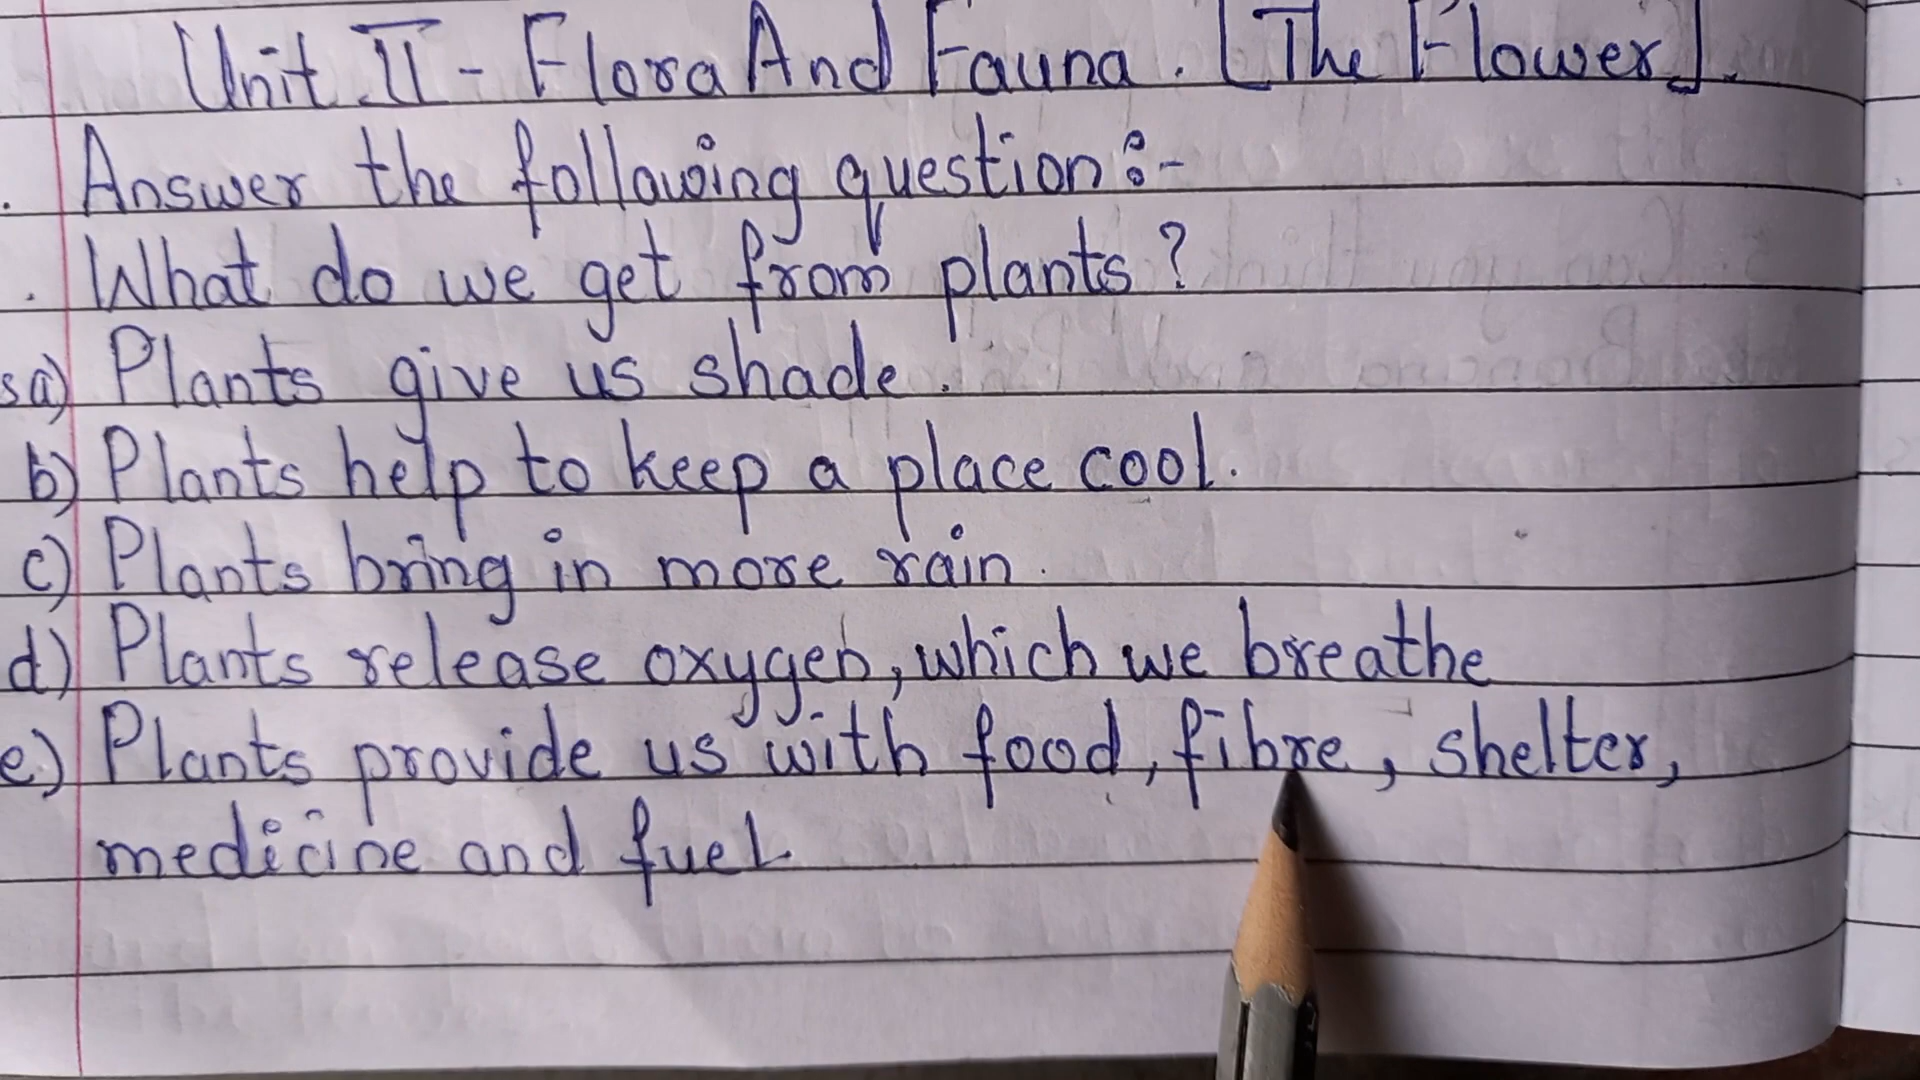 Unit II - Flora And Fauna. [The Flower].
. Answer the following question :-
. What do we get from plants ?
s a) Plants give us shade.
b) Plants help to keep a place cool.
c) Plants bring in more rain.
d) Plants release oxygen, which we breathe
e) Plants provide us with food, fibre, shelter,
medicine and fuel.